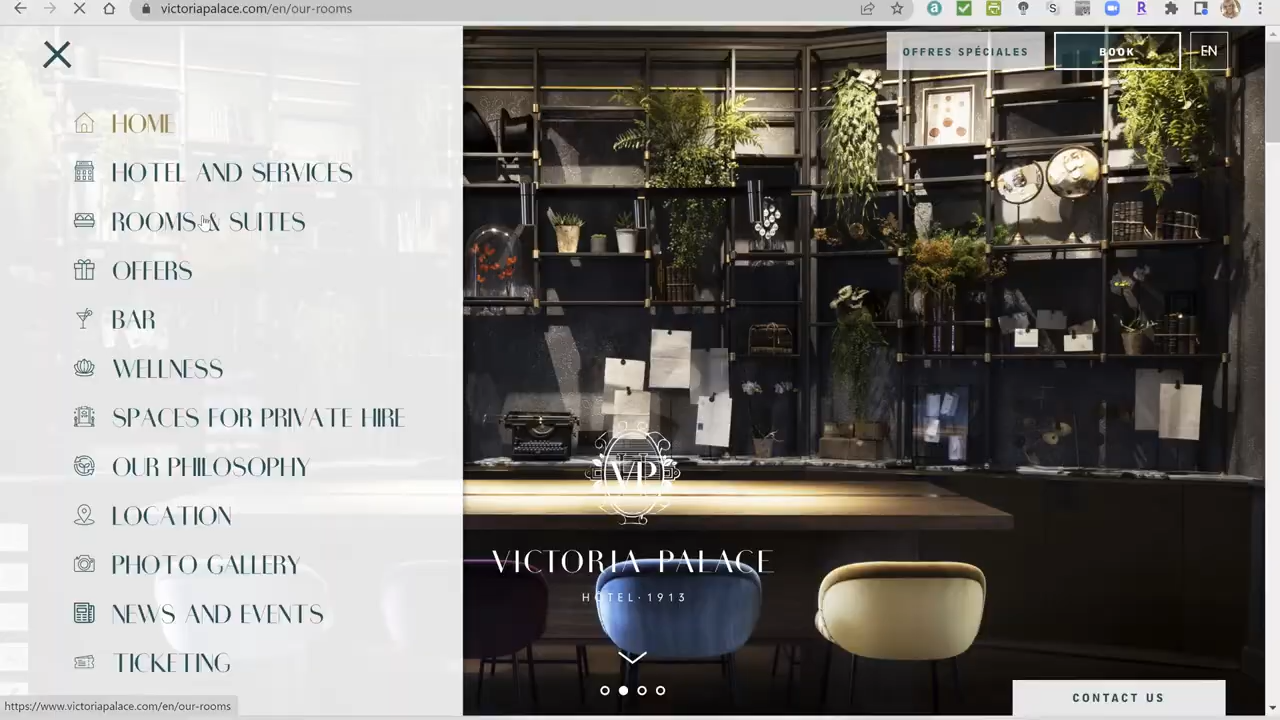 victoriapalace.com/en/our-rooms
OFFRES SPÉCIALES
BOOK
EN
HOME
HOTEL AND SERVICES
ROOMS & SUITES
OFFERS
BAR
WELLNESS
SPACES FOR PRIVATE HIRE
OUR PHILOSOPHY
LOCATION
PHOTO GALLERY
NEWS AND EVENTS
TICKETING
VP
VICTORIA PALACE
HOTEL·1913
CONTACT US
https://www.victoriapalace.com/en/our-rooms